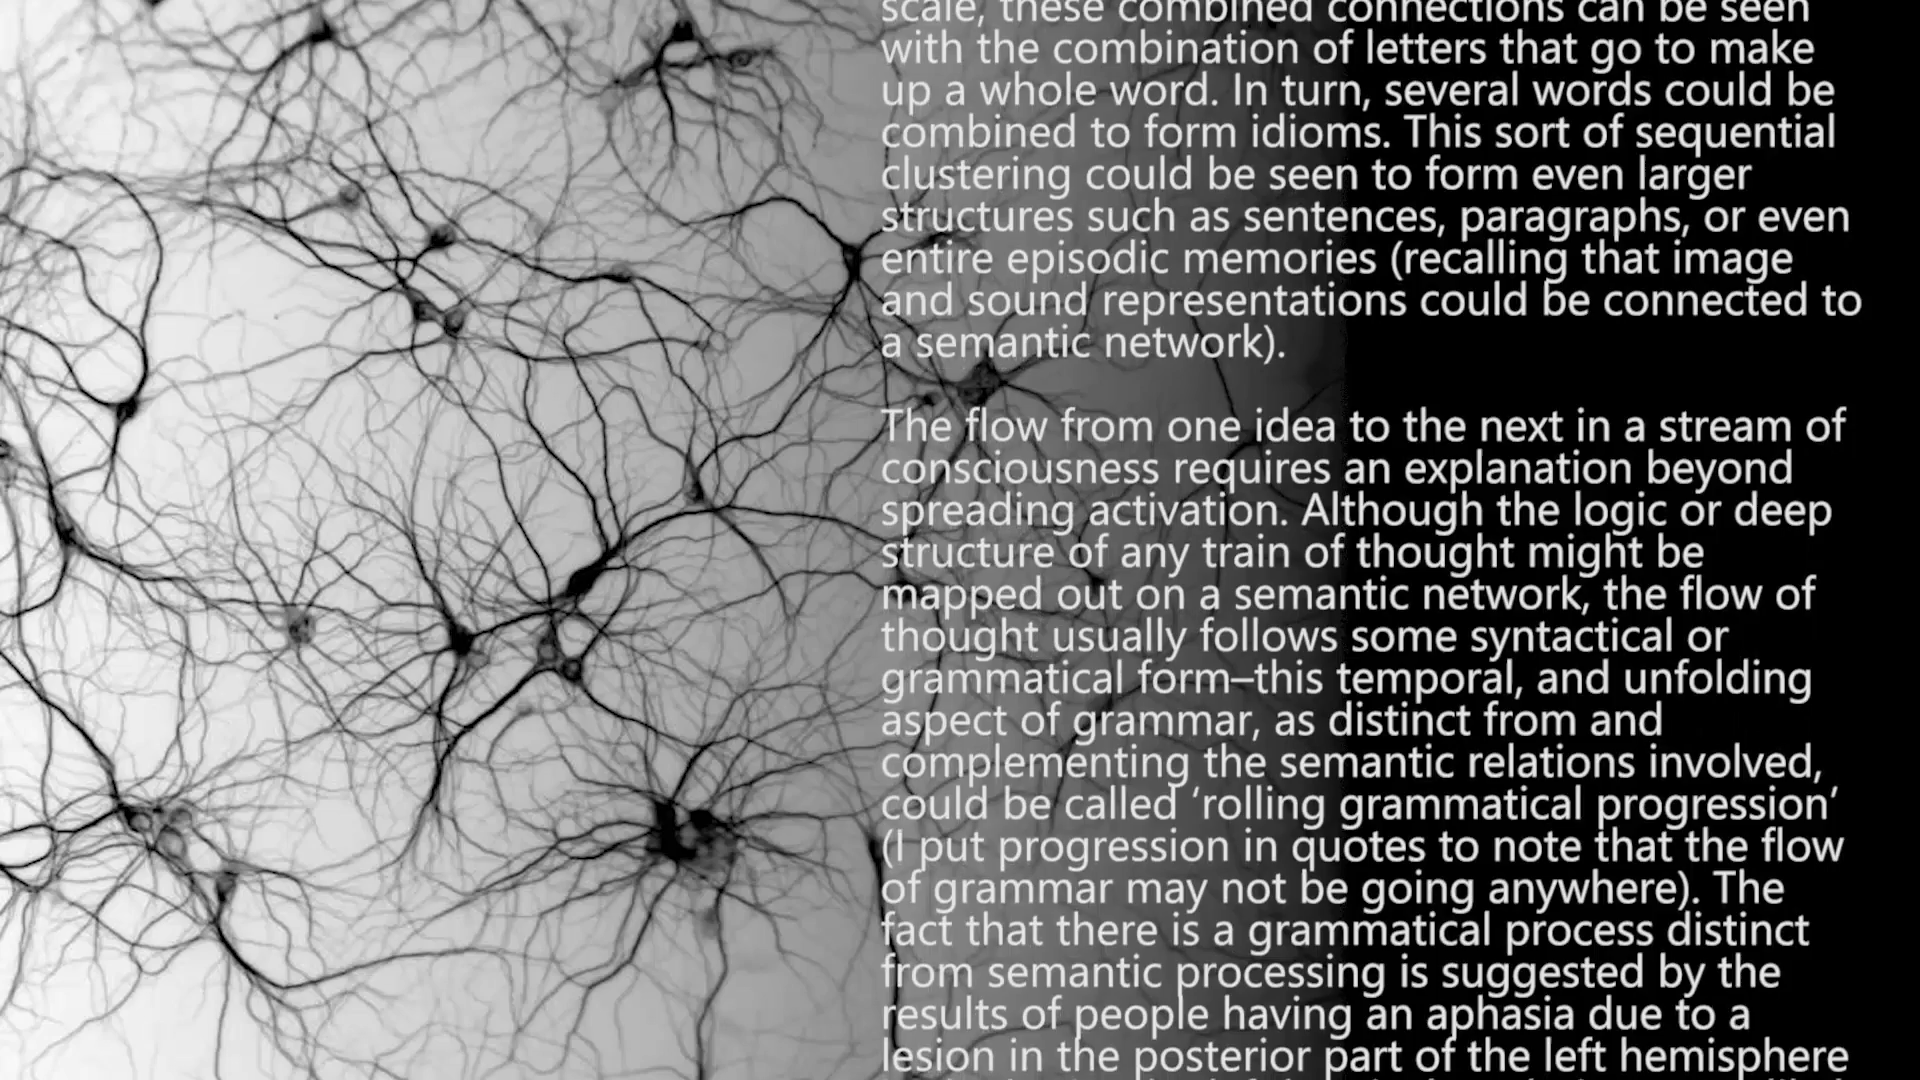 scale, these combined connections can be seen
with the combination of letters that go to make
up a whole word. In turn, several words could be
combined to form idioms. This sort of sequential
clustering could be seen to form even larger
structures such as sentences, paragraphs, or even
entire episodic memories (recalling that image
and sound representations could be connected to
a semantic network).
The flow from one idea to the next in a stream of
consciousness requires an explanation beyond
spreading activation. Although the logic or deep
structure of any train of thought might be
mapped out on a semantic network, the flow of
thought usually follows some syntactical or
grammatical form–this temporal, and unfolding
aspect of grammar, as distinct from and
complementing the semantic relations involved,
could be called ‘rolling grammatical progression’
(I put progression in quotes to note that the flow
of grammar may not be going anywhere). The
fact that there is a grammatical process distinct
from semantic processing is suggested by the
results of people having an aphasia due to a
lesion in the posterior part of the left hemisphere